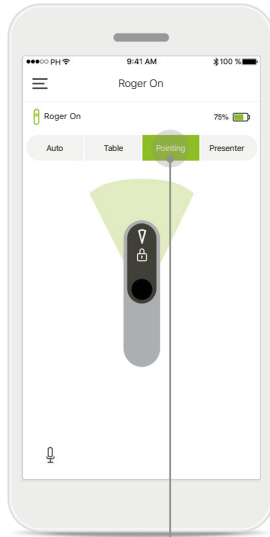 PH 9:41 AM 100 %
Roger On
Roger On 75%
Auto Table Pointing Presenter